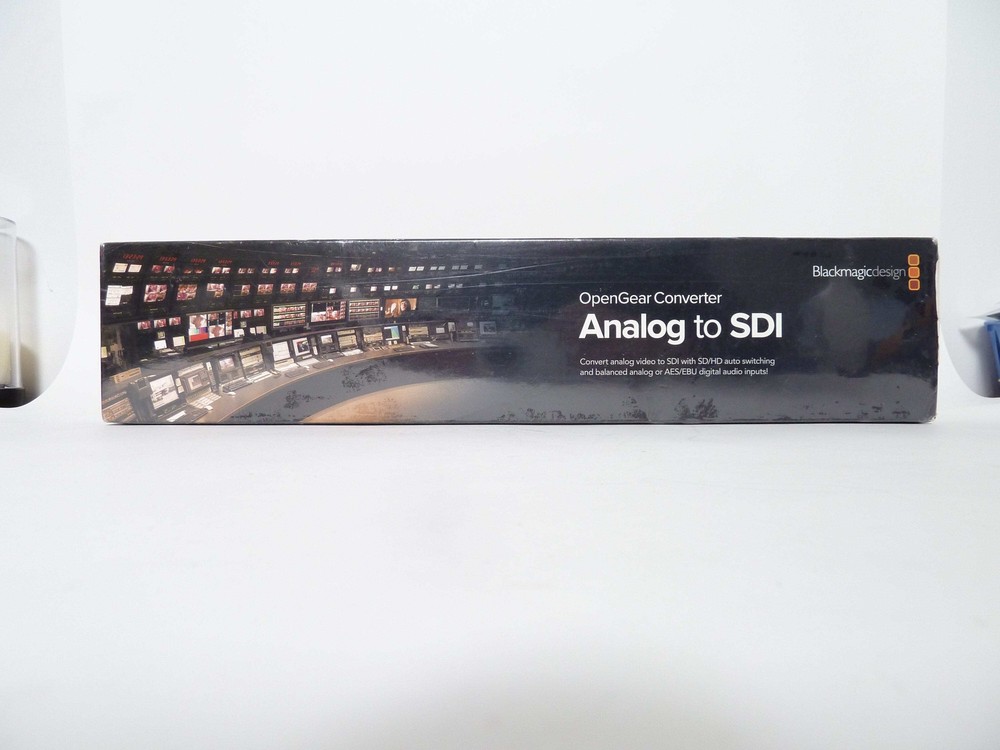 Blackmagicdesign
OpenGear Converter
Analog to SDI
Convert analog video to SDI with SD/HD auto switching
and balanced analog or AES/EBU digital audio inputs!